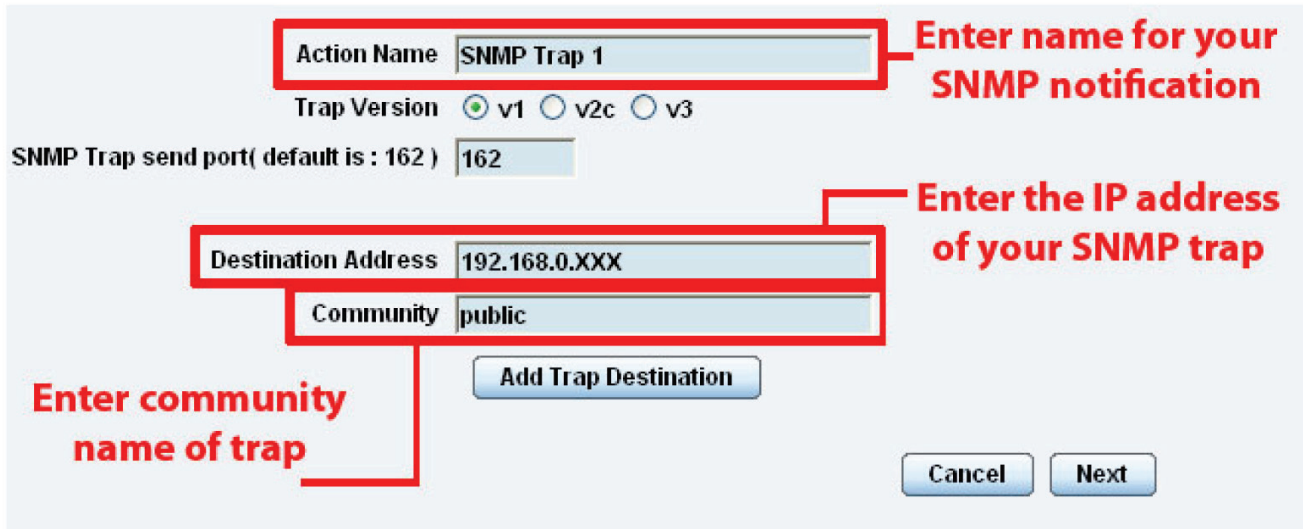 Action Name SNMP Trap 1
Enter name for your
SNMP notification
Trap Version v1 v2c v3
SNMP Trap send port( default is : 162 ) 162
Enter the IP address
of your SNMP trap
Destination Address 192.168.0.XXX
Community public
Add Trap Destination
Enter community
name of trap
Cancel Next